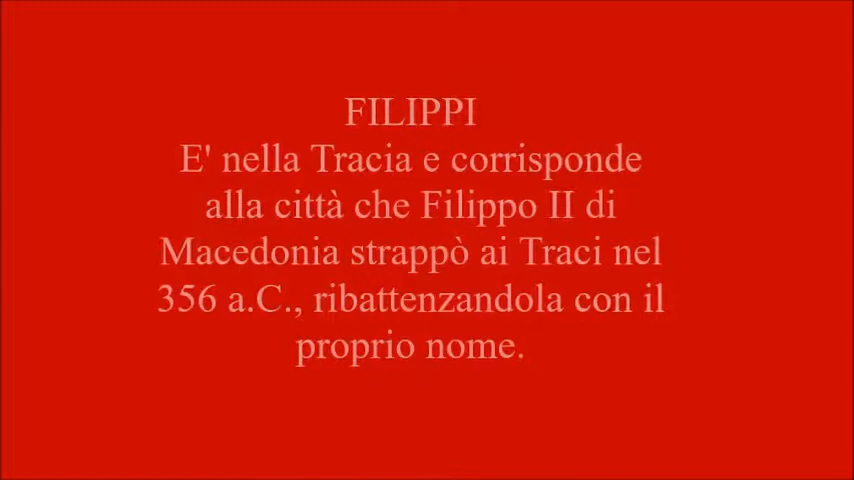 FILIPPI
E' nella Tracia e corrisponde
alla città che Filippo II di
Macedonia strappò ai Traci nel
356 a.C., ribattenzandola con il
proprio nome.